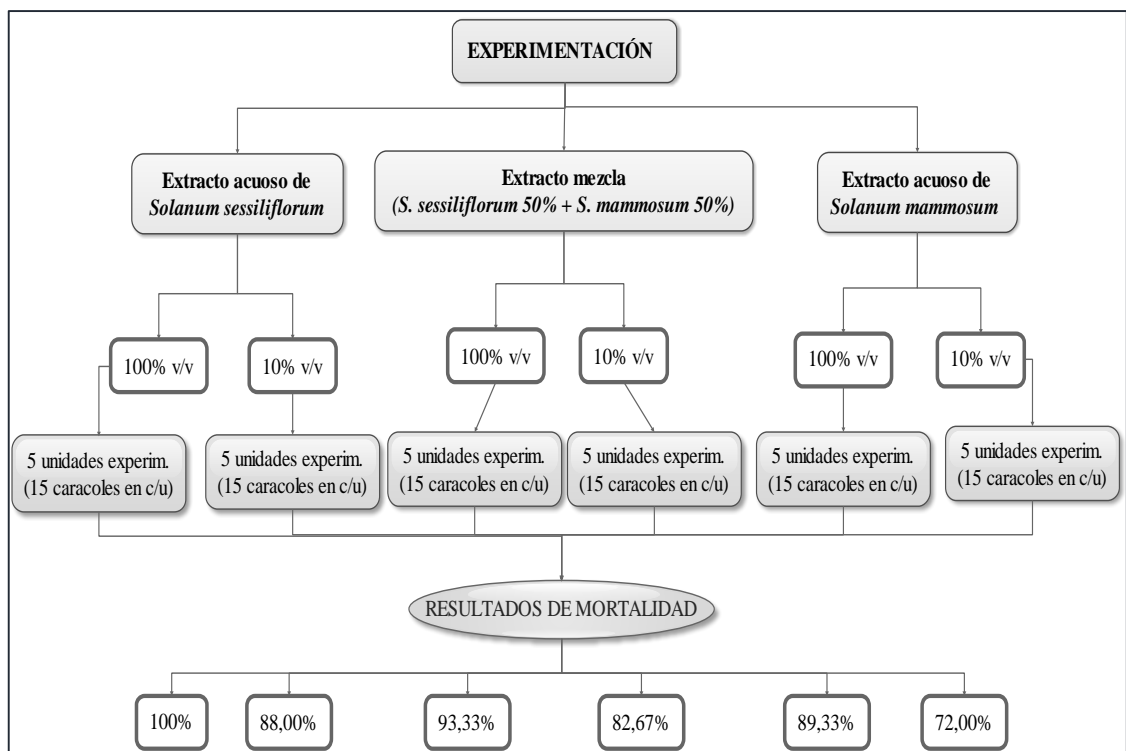 EXPERIMENTACIÓN
Extracto acuoso de
Solanum sessiliflorum
Extracto mezcla
(S. sessiliflorum 50% + S. mammosum 50%)
Extracto acuoso de
Solanum mammosum
100% v/v
10% v/v
100% v/v
10% v/v
100% v/v
10% v/v
5 unidades experim.
(15 caracoles en c/u)
5 unidades experim.
(15 caracoles en c/u)
5 unidades experim.
(15 caracoles en c/u)
5 unidades experim.
(15 caracoles en c/u)
5 unidades experim.
(15 caracoles en c/u)
5 unidades experim.
(15 caracoles en c/u)
RESULTADOS DE MORTALIDAD
100%
88,00%
93,33%
82,67%
89,33%
72,00%